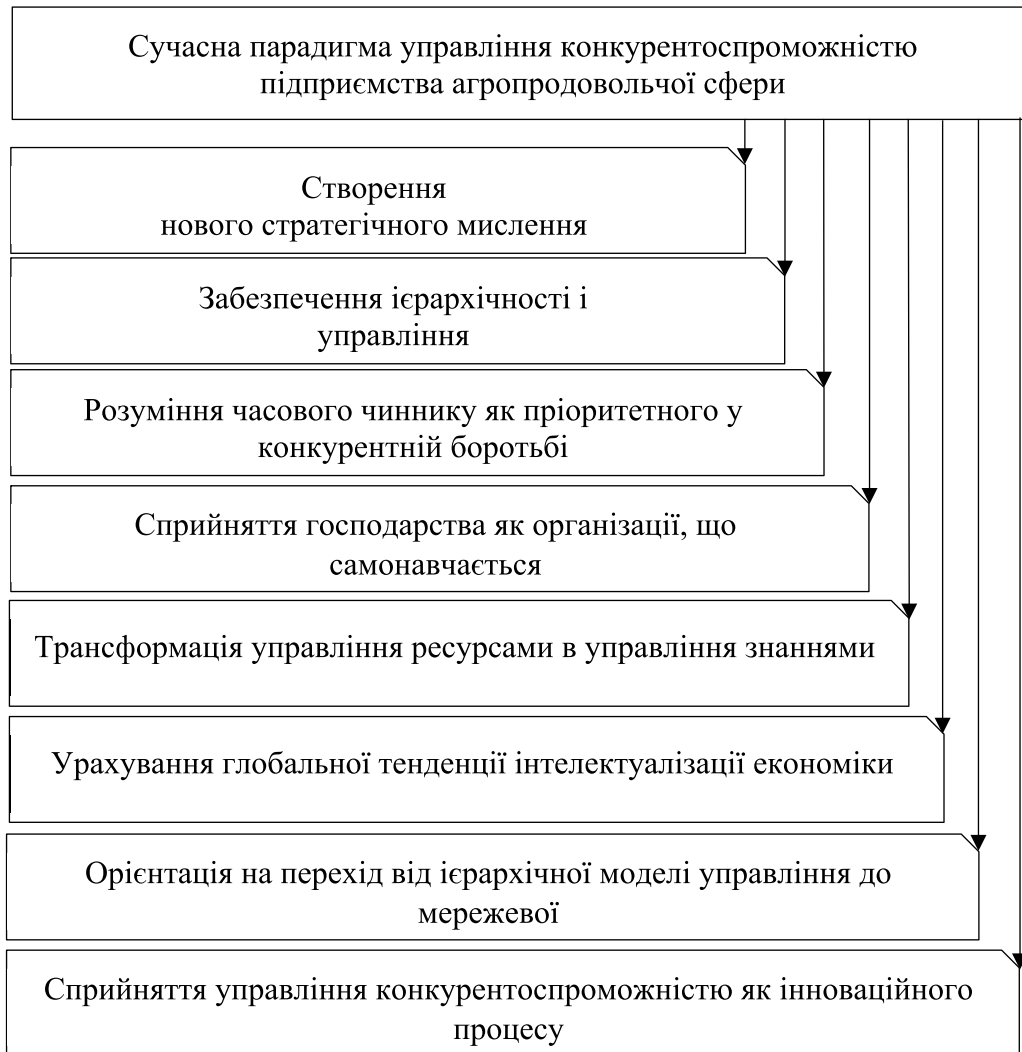 Сучасна парадигма управління конкурентоспроможністю
підприємства агропродовольчої сфери
Створення
нового стратегічного мислення
Забезпечення ієрархічності і
управління
Розуміння часового чиннику як пріоритетного у
конкурентній боротьбі
Сприйняття господарства як організації, що
самонавчається
Трансформація управління ресурсами в управління знаннями
Урахування глобальної тенденції інтелектуалізації економіки
Орієнтація на перехід від ієрархічної моделі управління до
мережевої
Сприйняття управління конкурентоспроможністю як інноваційного
процесу